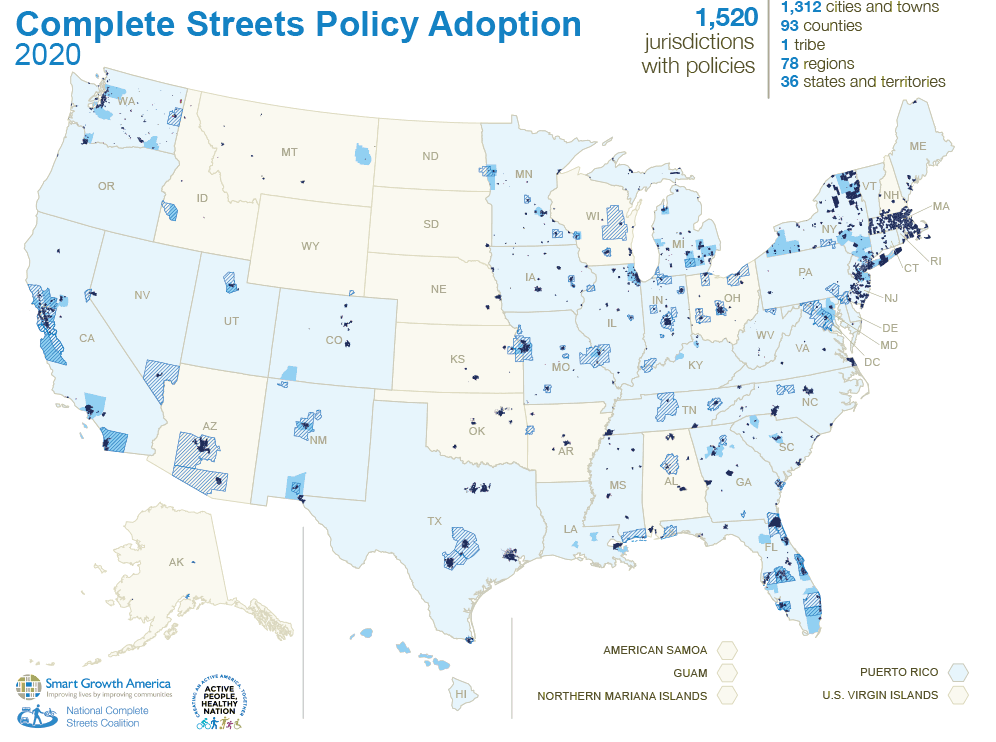 Complete Streets Policy Adoption
2020
1,520
jurisdictions
with policies
1,312 cities and towns
93 counties
1 tribe
78 regions
36 states and territories
WA
MT
ND
MN
ME
OR
ID
SD
WI
MI
VT
NH
MA
NY
WY
RI
CT
IA
PA
NV
NE
NJ
UT
IL
IN
OH
CA
CO
DE
MD
DC
WV
VA
KS
MO
KY
NC
TN
AZ
NM
OK
AR
SC
MS
AL
GA
TX
LA
FL
AK
HI
AMERICAN SAMOA
GUAM
NORTHERN MARIANA ISLANDS
PUERTO RICO
U.S. VIRGIN ISLANDS
Smart Growth America
Improving lives by improving communities
National Complete
Streets Coalition
CREATING AN ACTIVE AMERICA, TOGETHER
ACTIVE
PEOPLE,
HEALTHY
NATION